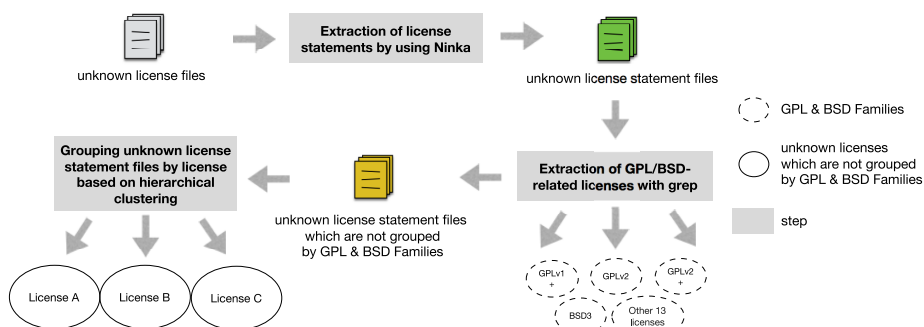 Extraction of license
statements by using Ninka
unknown license files
unknown license statement files
GPL & BSD Families
unknown licenses
which are not grouped
by GPL & BSD Families
step
Grouping unknown license
statement files by license
based on hierarchical
clustering
Extraction of GPL/BSD-
related licenses with grep
unknown license statement files
which are not grouped
by GPL & BSD Families
License A
License B
License C
GPLv1
+
GPLv2
GPLv2
+
BSD3
Other 13
licenses